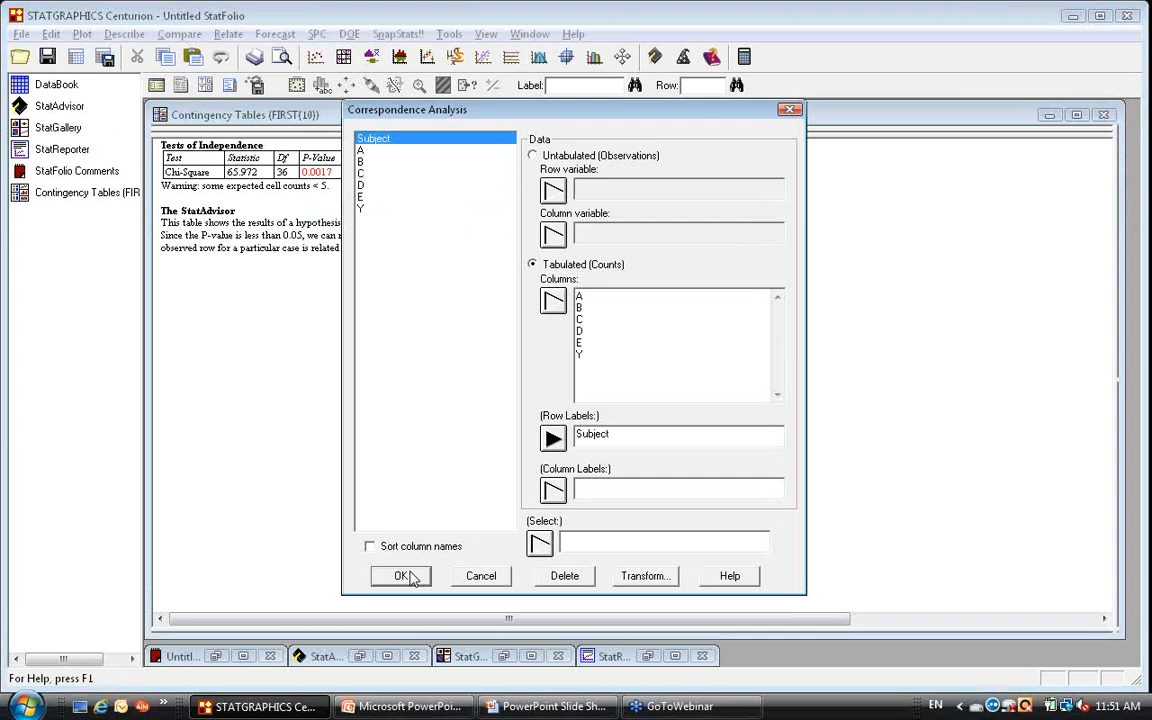 STATGRAPHICS Centurion - Untitled StatFolio
File Edit Plot Describe Compare Relate Forecast SPC DOE SnapStats!! Tools View Window Help
Label: Row:
DataBook
StatAdvisor
StatGallery
StatReporter
StatFolio Comments
Contingency Tables (FIR
Contingency Tables (FIRST(10))
Tests of Independence
Test Statistic Df P-Value
Chi-Square 65.972 36 0.0017
Warning: some expected cell counts < 5.
The StatAdvisor
This table shows the results of a hypothesis
Since the P-value is less than 0.05, we can r
observed row for a particular case is related
Correspondence Analysis
Subject
A
B
C
D
E
Y
Data
Untabulated (Observations)
Row variable:
Column variable:
Tabulated (Counts)
Columns:
A
B
C
D
E
Y
(Row Labels:)
Subject
(Column Labels:)
(Select:)
Sort column names
OK Cancel Delete Transform... Help
Untitl... StatA... StatG... StatR...
For Help, press F1
STATGRAPHICS Ce... Microsoft PowerPoint... PowerPoint Slide Sh... GoToWebinar EN 11:51 AM